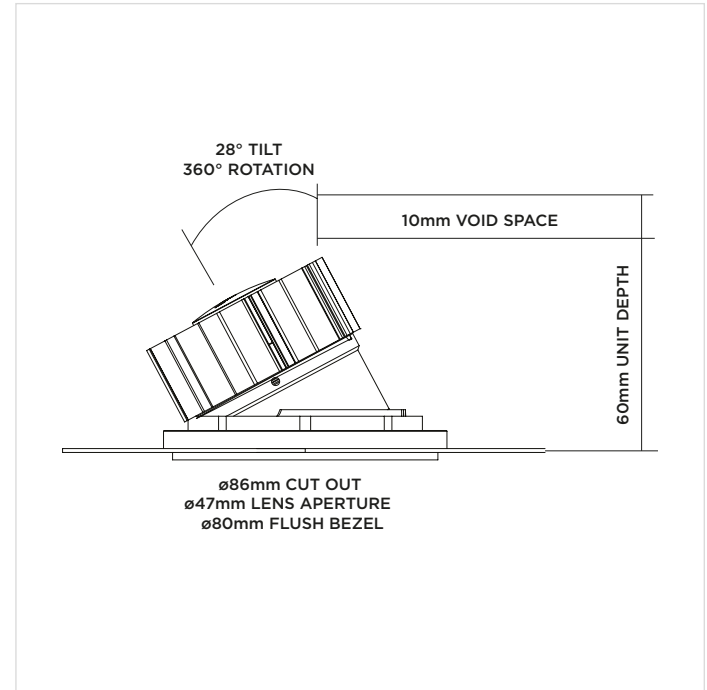 28° TILT
360° ROTATION
10mm VOID SPACE
60mm UNIT DEPTH
ø86mm CUT OUT
ø47mm LENS APERTURE
ø80mm FLUSH BEZEL